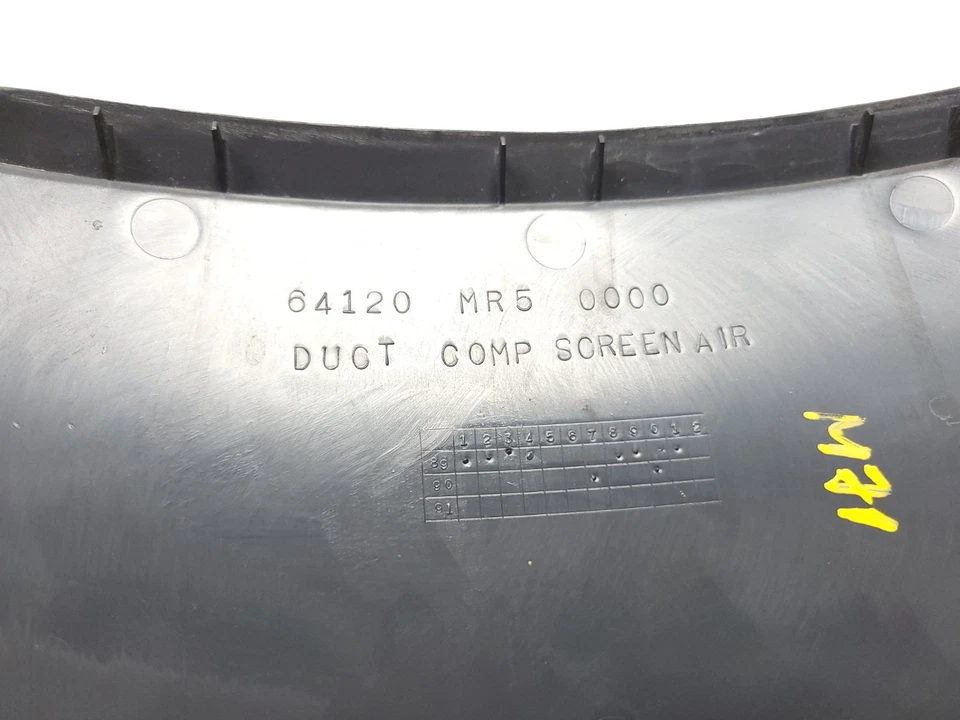 64120 MR5 0000
DUCT COMP SCREEN AIR
1 2 3 4 5 6 7 8 9 0 1 2
89
90
91